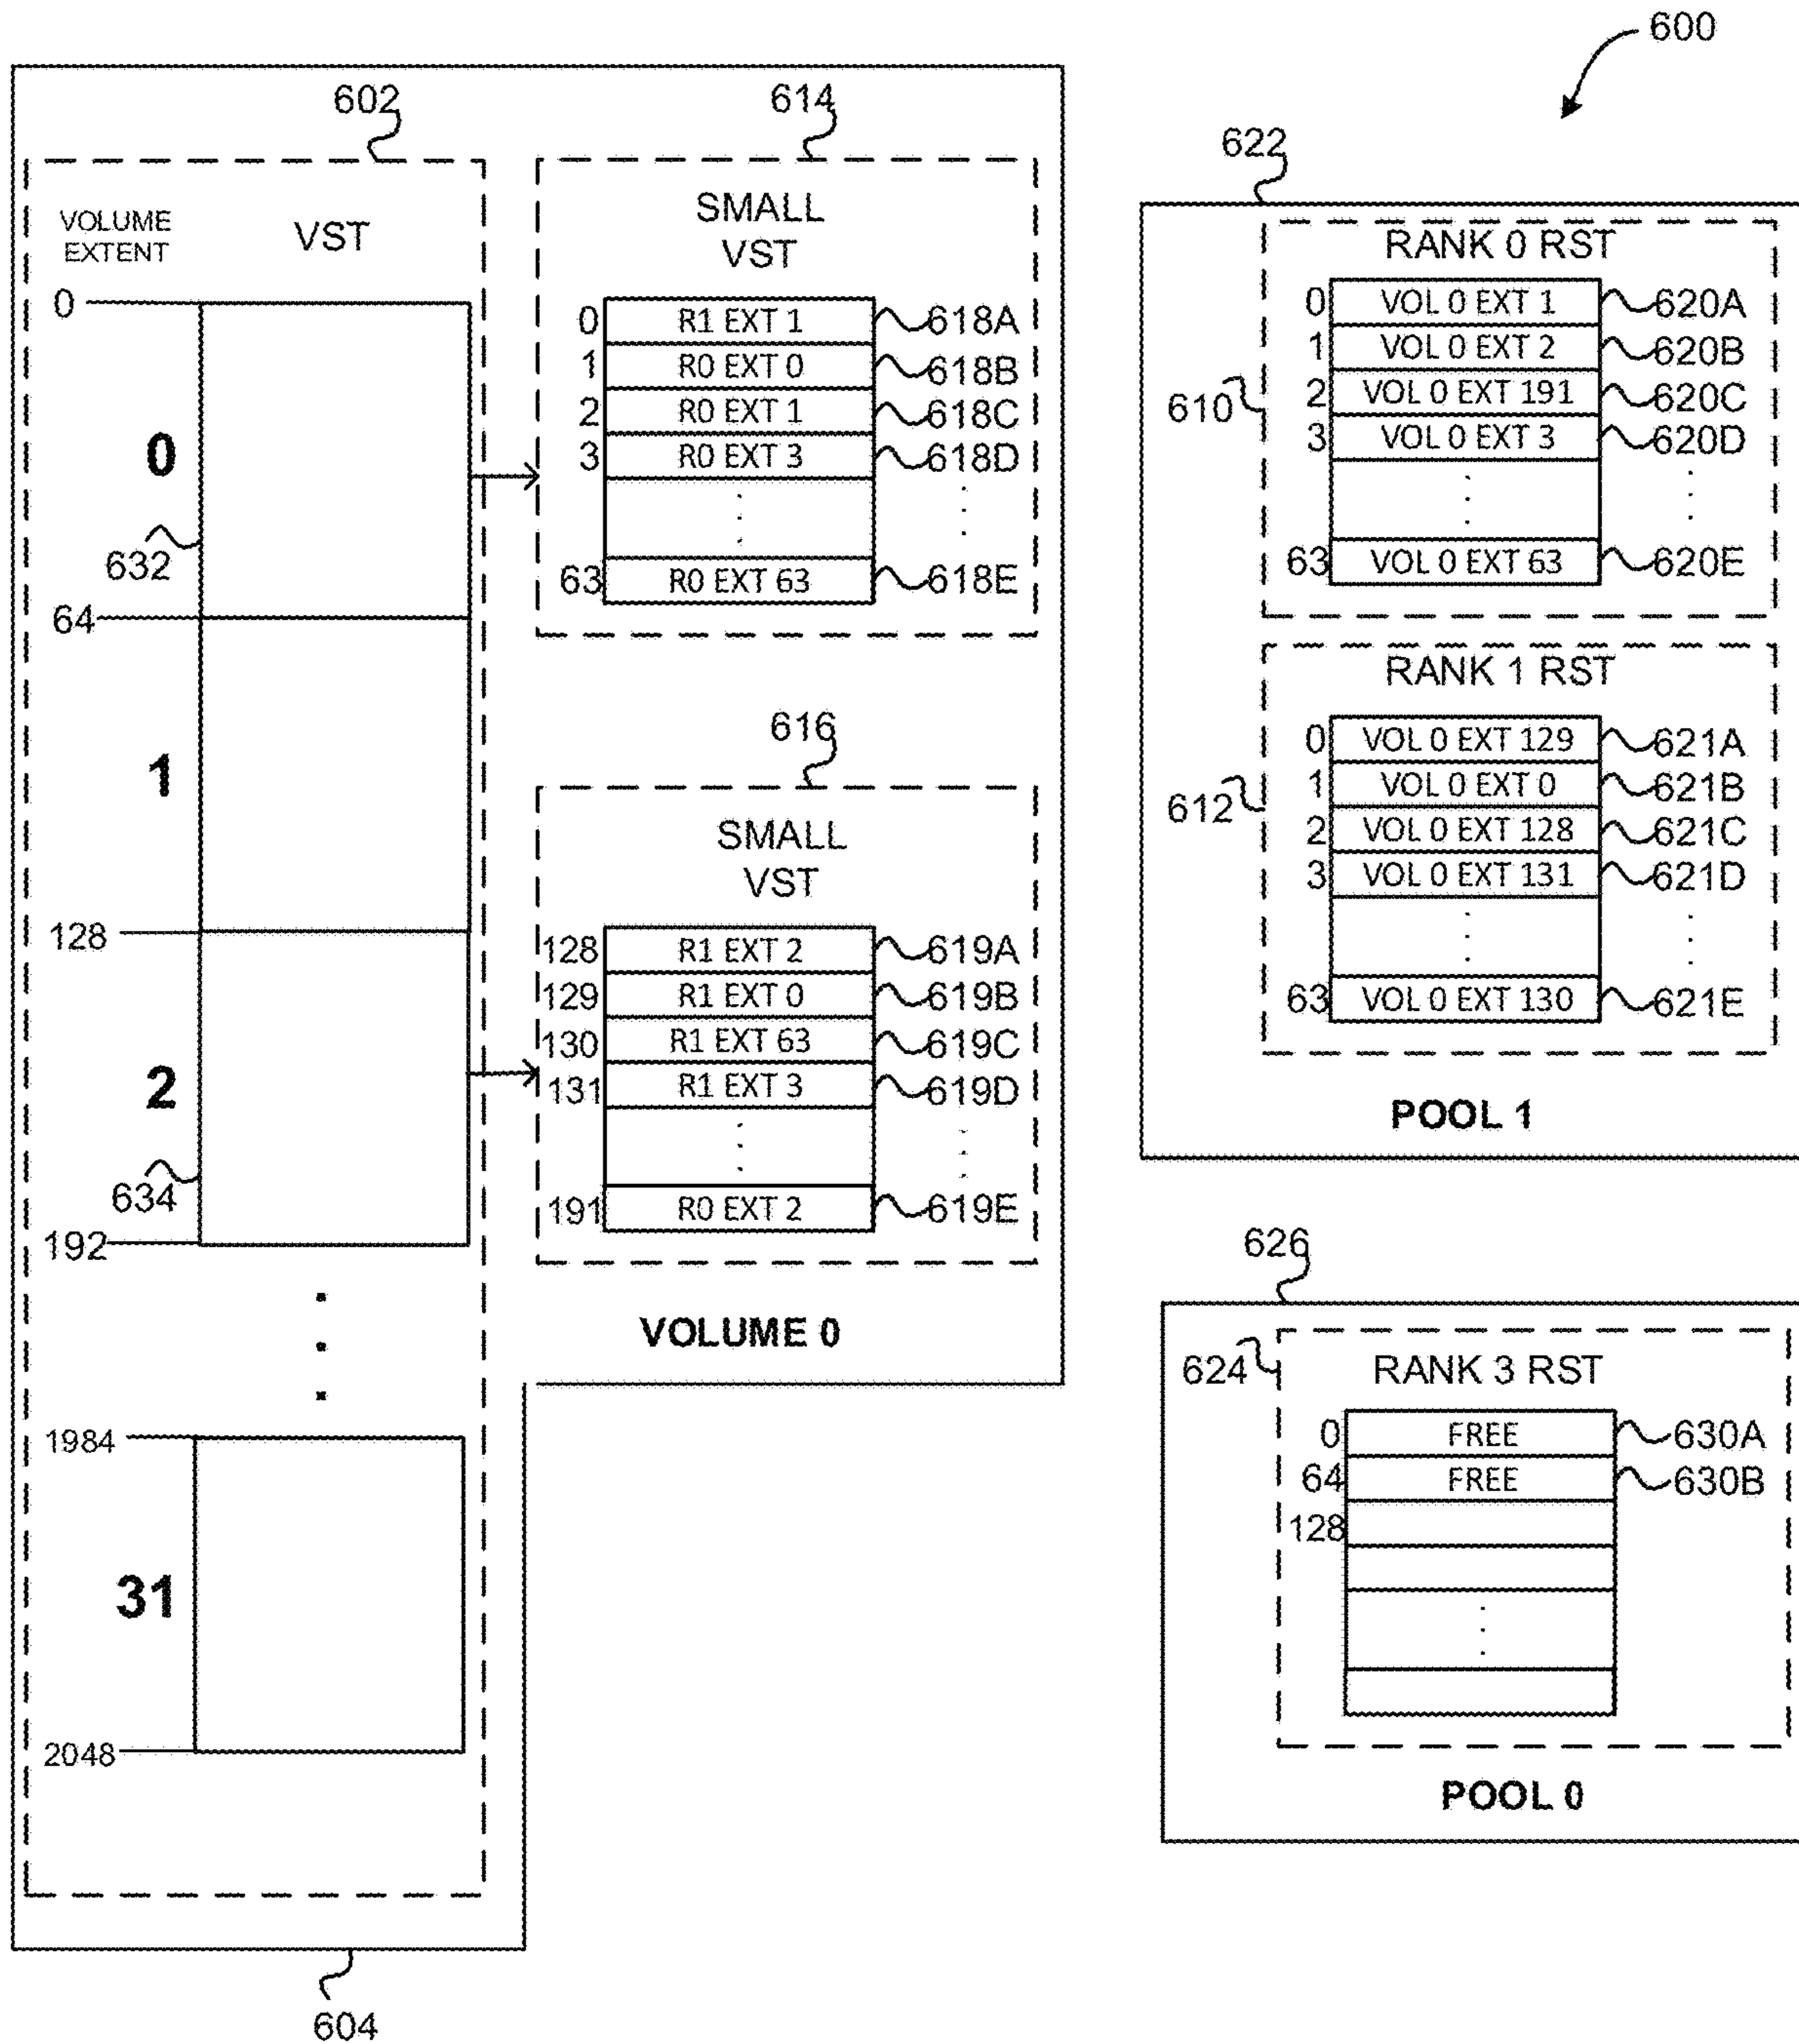 600
602
614
VOLUME
EXTENT
VST
0
0
632
64
1
128
2
634
192
1984
31
2048
604
SMALL
VST
0 R1 EXT 1 618A
1 R0 EXT 0 618B
2 R0 EXT 1 618C
3 R0 EXT 3 618D
63 R0 EXT 63 618E
616
SMALL
VST
128 R1 EXT 2 619A
129 R1 EXT 0 619B
130 R1 EXT 63 619C
131 R1 EXT 3 619D
191 R0 EXT 2 619E
VOLUME 0
622
610
RANK 0 RST
0 VOL 0 EXT 1 620A
1 VOL 0 EXT 2 620B
2 VOL 0 EXT 191 620C
3 VOL 0 EXT 3 620D
63 VOL 0 EXT 63 620E
612
RANK 1 RST
0 VOL 0 EXT 129 621A
1 VOL 0 EXT 0 621B
2 VOL 0 EXT 128 621C
3 VOL 0 EXT 131 621D
63 VOL 0 EXT 130 621E
POOL 1
626
624
RANK 3 RST
0 FREE 630A
64 FREE 630B
128
POOL 0